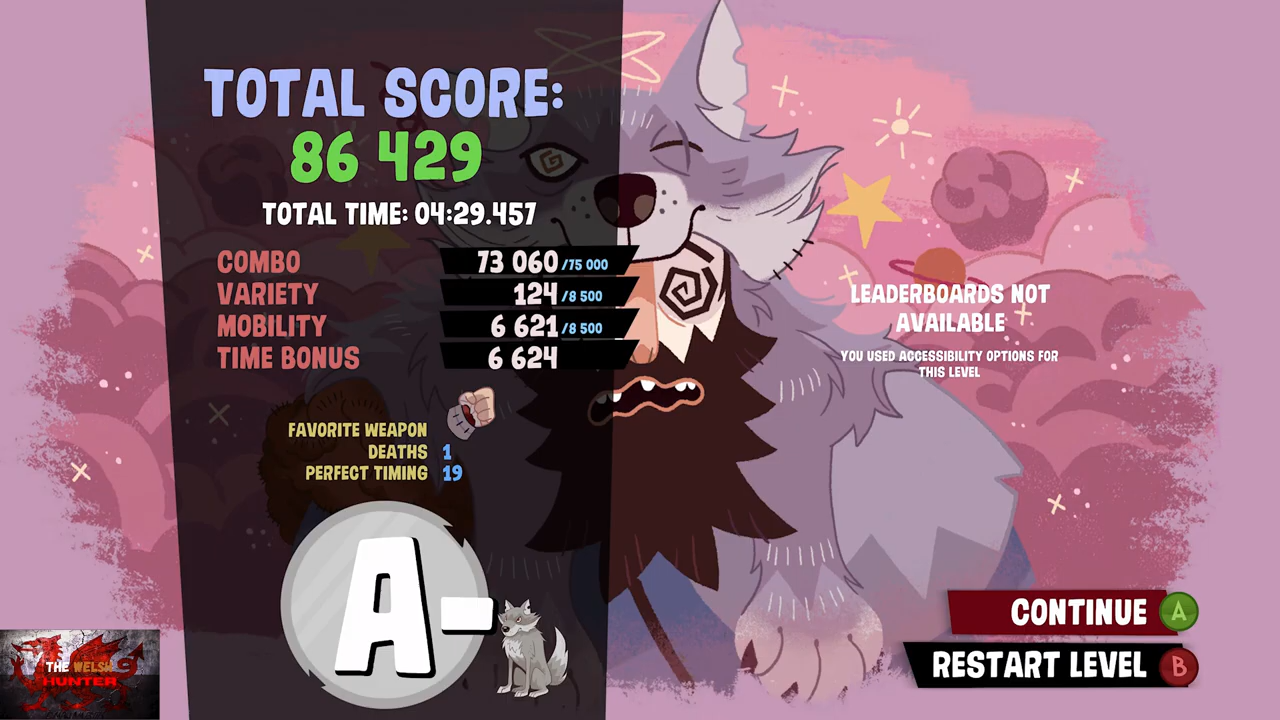 TOTAL SCORE:
86 429
TOTAL TIME: 04:29.457
COMBO 73 060 /75 000
VARIETY 124 /8 500
MOBILITY 6 621 /8 500
TIME BONUS 6 624
FAVORITE WEAPON
DEATHS 1
PERFECT TIMING 19
A-
LEADERBOARDS NOT
AVAILABLE
YOU USED ACCESSIBILITY OPTIONS FOR
THIS LEVEL
CONTINUE A
RESTART LEVEL B
THE WELSH
HUNTER